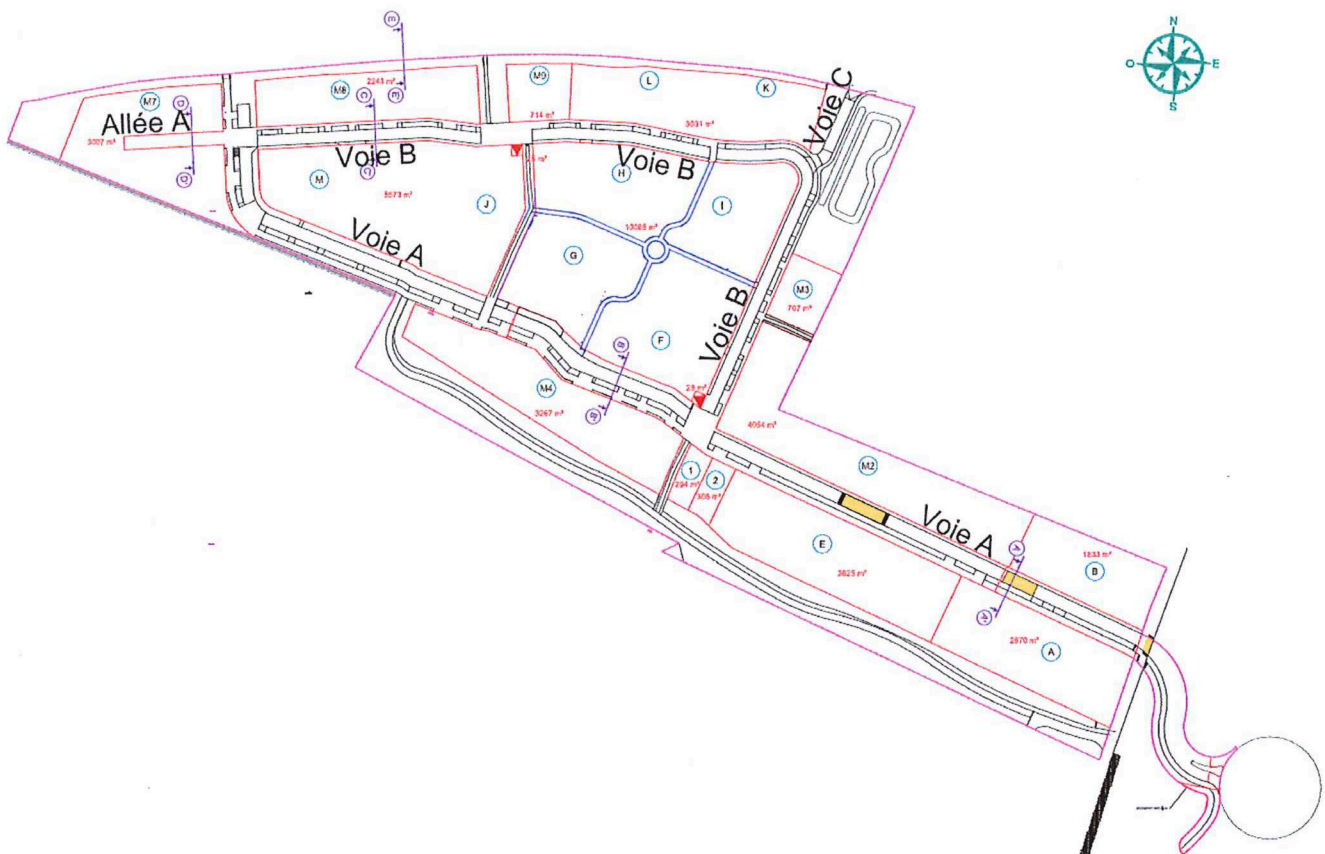 N
O
E
S
E
2243 m²
M8
E
C
M9
L
K
Voie C
M7
D
Allée A
3007 m²
714 m²
3031 m²
Voie B
C'
Voie B
H
D'
M
8573 m²
J
I
Voie A
G
M3
707 m²
Voie B
F
B
28 m²
M4
3267 m²
B'
4064 m²
M2
1
294 m²
2
308 m²
Voie A
E
3825 m²
A
1833 m²
B
A'
2870 m²
A